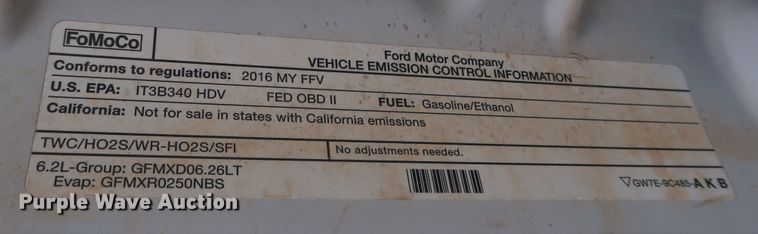 FoMoCo
Ford Motor Company
VEHICLE EMISSION CONTROL INFORMATION
Conforms to regulations: 2016 MY FFV
U.S. EPA: IT3B340 HDV FED OBD II FUEL: Gasoline/Ethanol
California: Not for sale in states with California emissions
TWC/HO2S/WR-HO2S/SFI No adjustments needed.
6.2L-Group: GFMXD06.26LT
Evap: GFMXR0250NBS
GW7E-9C485-AKB
Purple Wave Auction